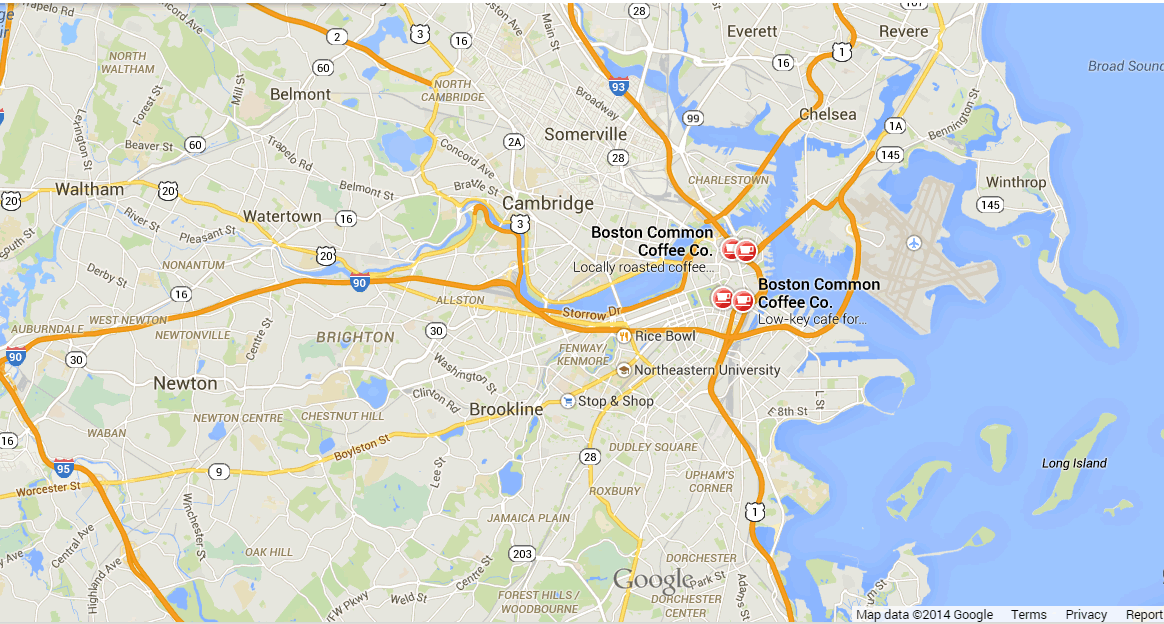 Trapelo Rd
Concord Ave
28
Everett
Revere
2
3
16
Boston Ave
Main St
16
1
Broad Sound
NORTH
WALTHAM
60
Belmont
NORTH
CAMBRIDGE
93
Forest St
Mill St
Broadway
99
Chelsea
1A
Bennington St
Lexington St
Beaver St
60
Trapelo Rd
2A
Somerville
28
145
Concord Ave
Waltham
20
20
Belmont St
Brattle St
CHARLESTOWN
Winthrop
145
River St
Watertown
16
Cambridge
3
South St
Pleasant St
Boston Common
Coffee Co.
Locally roasted coffee...
20
NONANTUM
Derby St
90
16
ALLSTON
Boston Common
Coffee Co.
Low-key cafe for...
Storrow Dr
AUBURNDALE
WEST NEWTON
NEWTONVILLE
BRIGHTON
30
Rice Bowl
90
30
Centre St
FENWAY/
KENMORE
Washington St
Northeastern University
Newton
Clinton Rd
Stop & Shop
L St
E 8th St
Brookline
NEWTON CENTRE
CHESTNUT HILL
16
WABAN
Boylston St
DUDLEY SQUARE
28
95
9
Lee St
UPHAM'S
CORNER
Long Island
Worcester St
ROXBURY
Winchester St
JAMAICA PLAIN
1
Central Ave
OAK HILL
203
Centre St
DORCHESTER
Highland Ave
Google
Park St
VFW Pkwy
Weld St
FOREST HILLS /
WOODBOURNE
DORCHESTER
CENTER
Adams St
Map data ©2014 Google
Terms
Privacy
Report